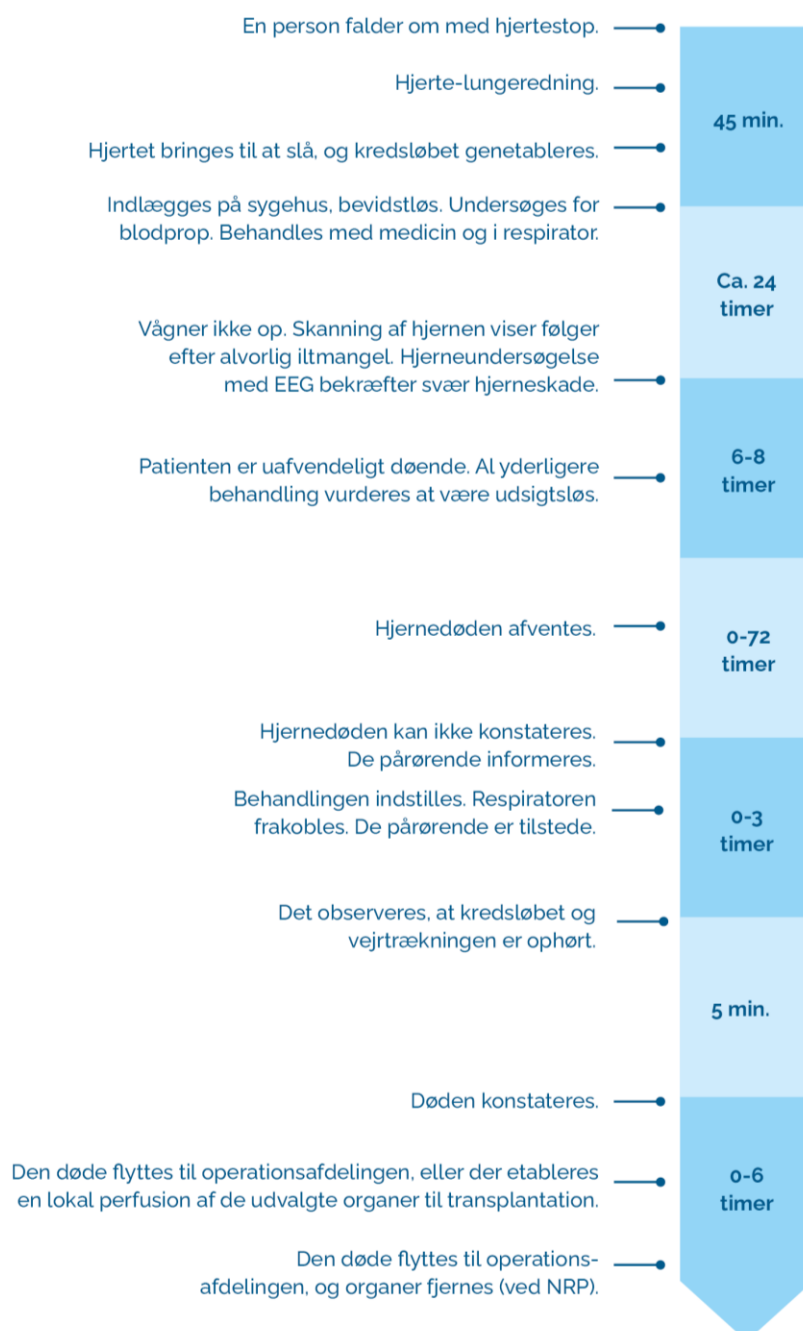 En person falder om med hjertestop.
Hjerte-lungeredning.
45 min.
Hjertet bringes til at slå, og kredsløbet genetableres.
Indlægges på sygehus, bevidstløs. Undersøges for
blodprop. Behandles med medicin og i respirator.
Ca. 24
timer
Vågner ikke op. Skanning af hjernen viser følger
efter alvorlig iltmangel. Hjerneundersøgelse
med EEG bekræfter svær hjerneskade.
6-8
timer
Patienten er uafvendeligt døende. Al yderligere
behandling vurderes at være udsigtsløs.
Hjernedøden afventes.
0-72
timer
Hjernedøden kan ikke konstateres.
De pårørende informeres.
Behandlingen indstilles. Respiratoren
frakobles. De pårørende er tilstede.
0-3
timer
Det observeres, at kredsløbet og
vejrtrækningen er ophørt.
5 min.
Døden konstateres.
Den døde flyttes til operationsafdelingen, eller der etableres
en lokal perfusion af de udvalgte organer til transplantation.
0-6
timer
Den døde flyttes til operations-
afdelingen, og organer fjernes (ved NRP).